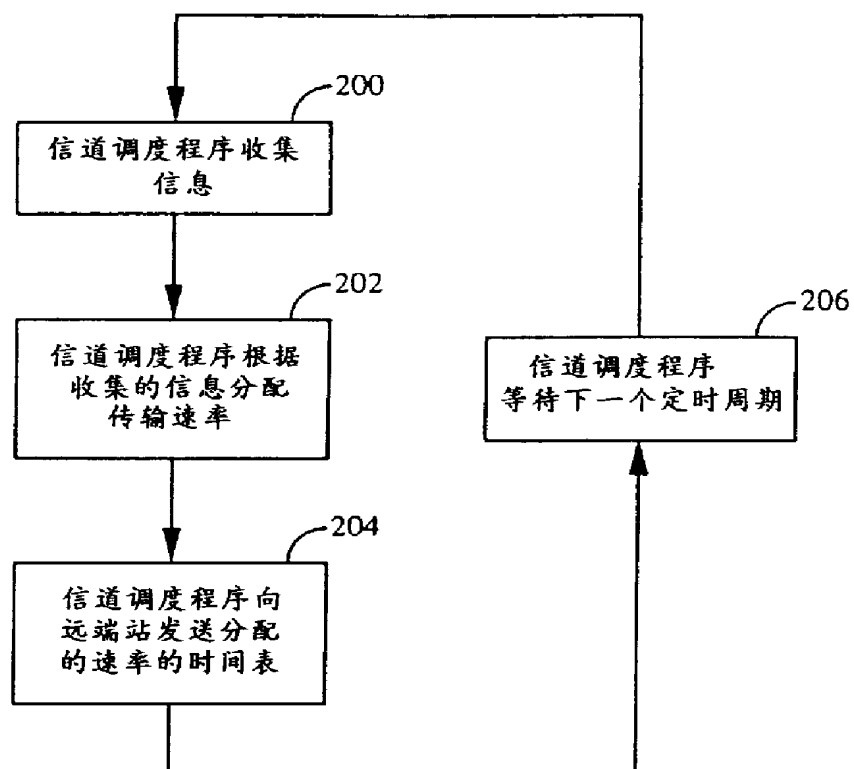 200
信道调度程序收集
信息
202
信道调度程序根据
收集的信息分配
传输速率
204
信道调度程序向
远端站发送分配
的速率的时间表
206
信道调度程序
等待下一个定时周期